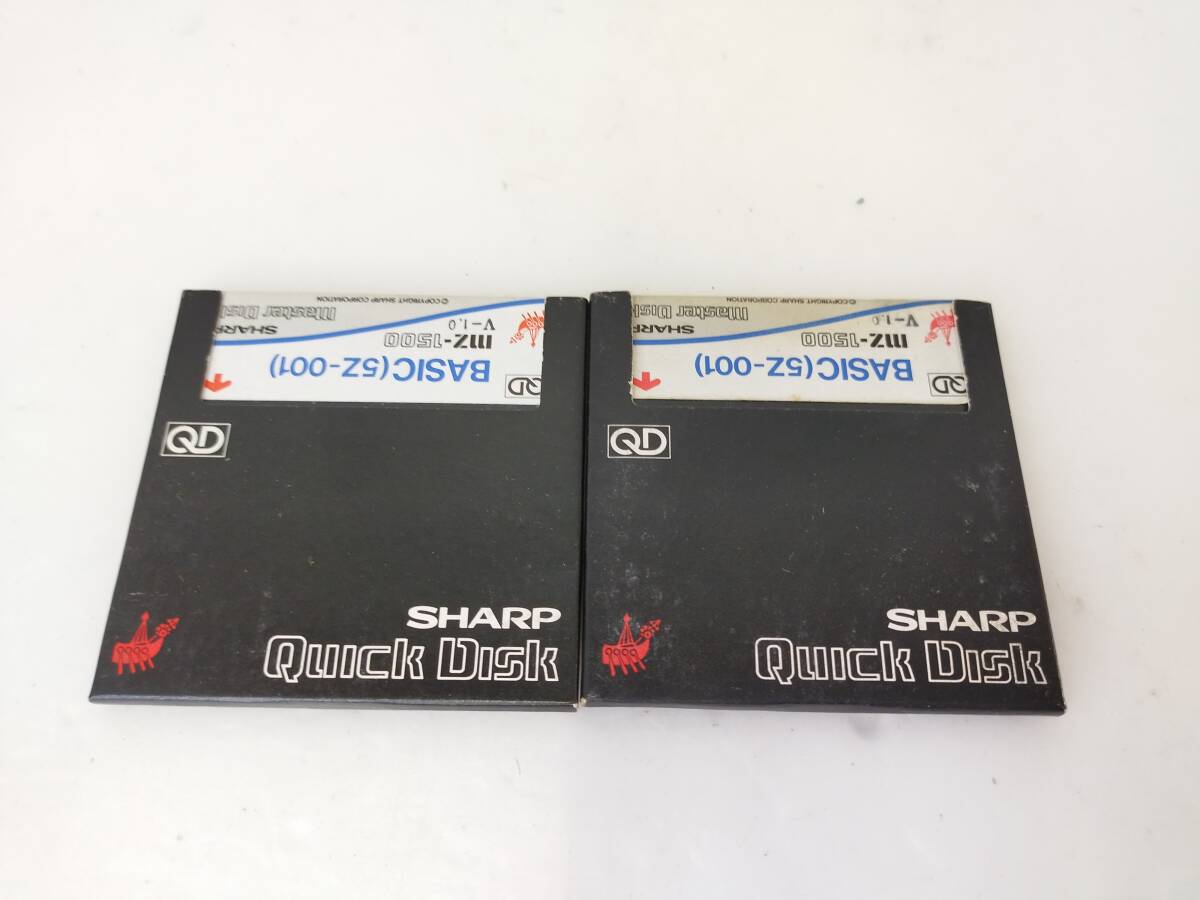 ©COPYRIGHT SHARP CORPORATION
Master Disk
SHARP
V-1.0
mz-1500
BASIC(5Z-001)
QD
QD
SHARP
Quick Disk
©COPYRIGHT SHARP CORPORATION
Master Disk
SHARP
V-1.0
mz-1500
BASIC(5Z-001)
QD
QD
SHARP
Quick Disk